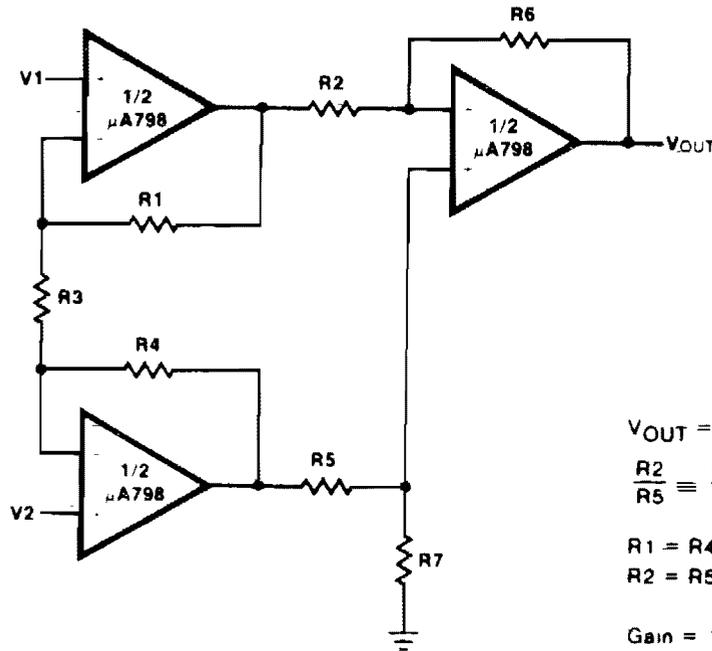 R6
V1
1/2
μA798
R2
1/2
μA798
VOUT
R1
R3
R4
1/2
μA798
R5
V2
R7
VOUT =
R2
R5 ≡
R1 = R4
R2 = R5
Gain =